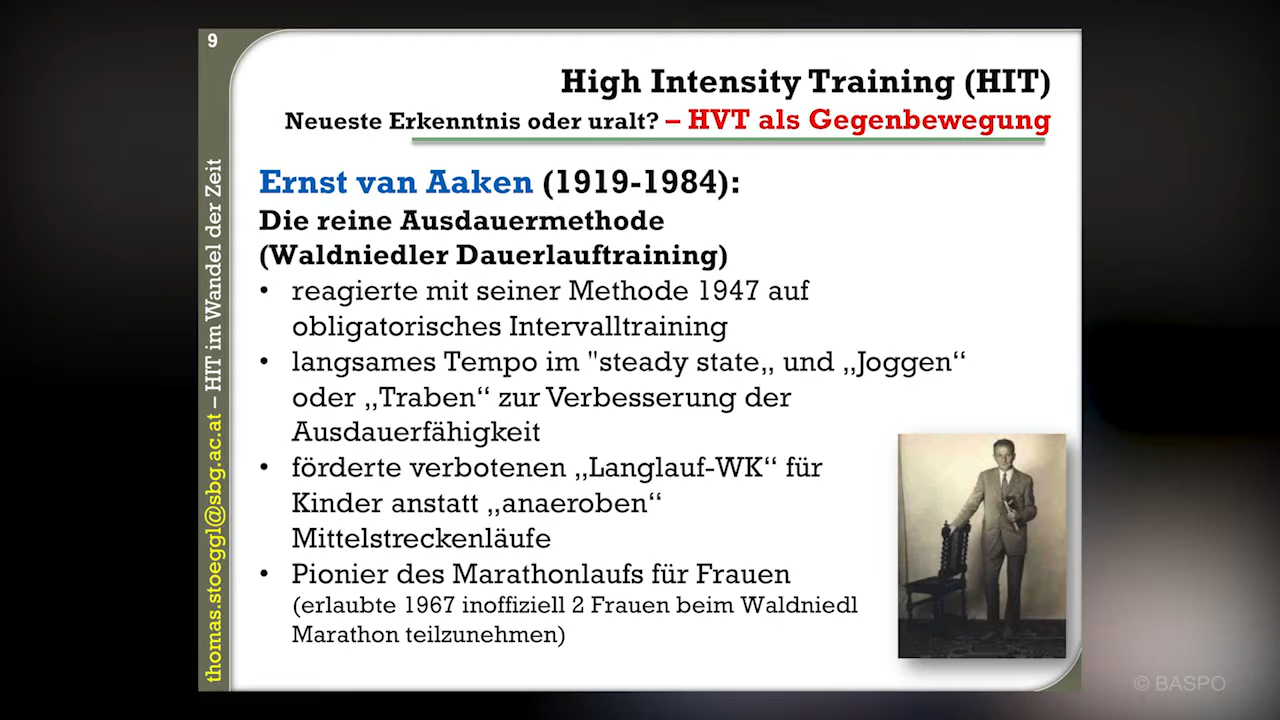 9
High Intensity Training (HIT)
Neueste Erkenntnis oder uralt? – HVT als Gegenbewegung
Ernst van Aaken (1919-1984):
Die reine Ausdauermethode
(Waldniedler Dauerlauftraining)
• reagierte mit seiner Methode 1947 auf
obligatorisches Intervalltraining
• langsames Tempo im "steady state„ und „Joggen“
oder „Traben“ zur Verbesserung der
Ausdauerfähigkeit
• förderte verbotenen „Langlauf-WK“ für
Kinder anstatt „anaeroben“
Mittelstreckenläufe
• Pionier des Marathonlaufs für Frauen
(erlaubte 1967 inoffiziell 2 Frauen beim Waldniedl
Marathon teilzunehmen)
thomas.stoeggl@sbg.ac.at – HIT im Wandel der Zeit
© BASPO